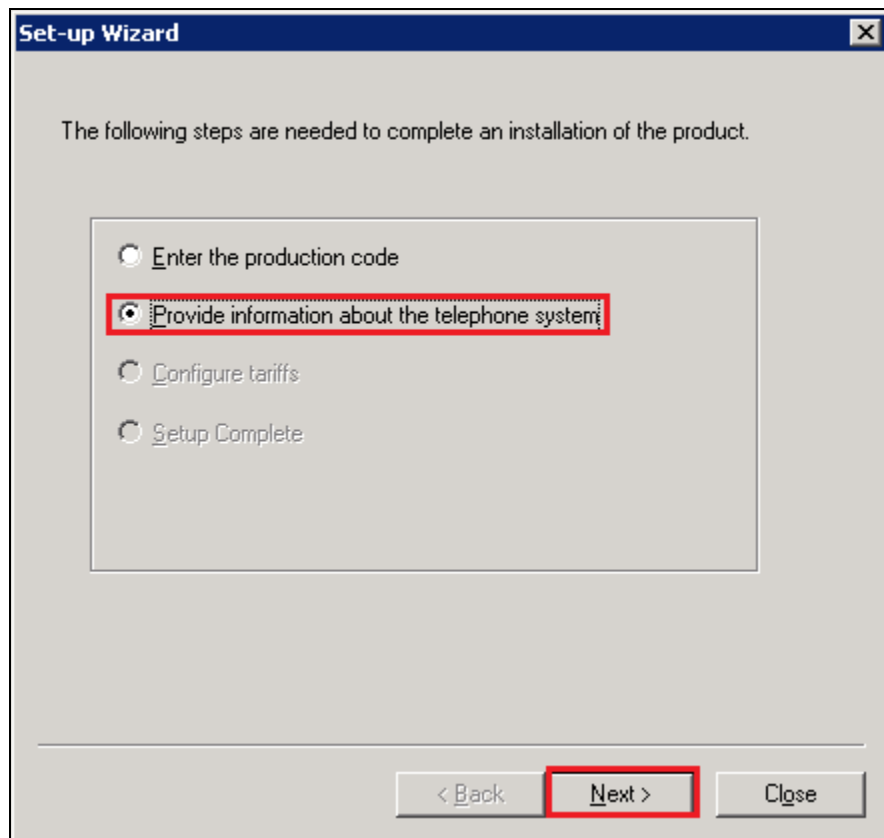 Set-up Wizard
The following steps are needed to complete an installation of the product.
Enter the production code
Provide information about the telephone system
Configure tariffs
Setup Complete
< Back Next > Close